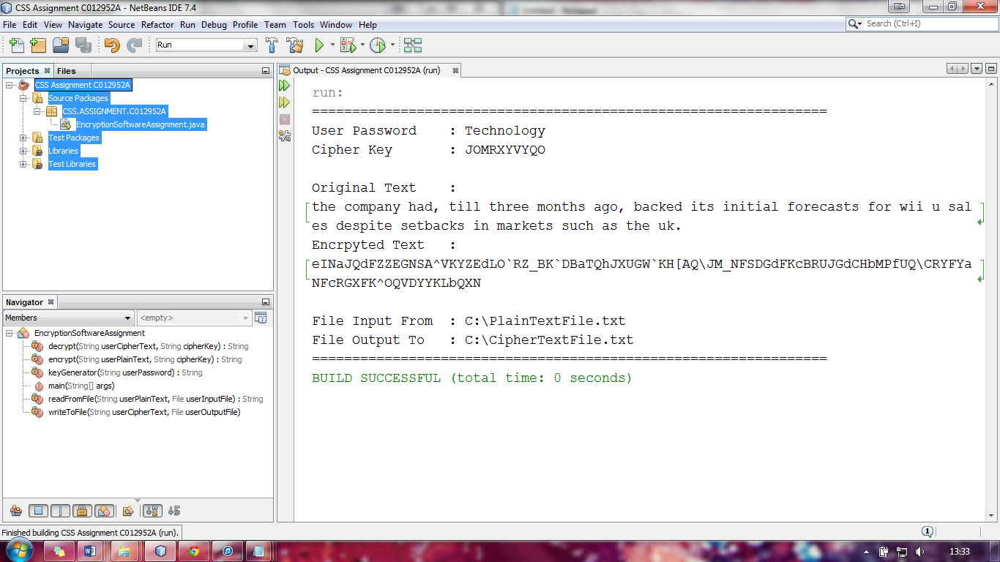 CSS Assignment C012952A - NetBeans IDE 7.4
File Edit View Navigate Source Refactor Run Debug Profile Team Tools Window Help
Search (Ctrl+I)
Run
Projects Files
CSS Assignment C012952A
Source Packages
CSS.ASSIGNMENT.C012952A
EncryptionSoftwareAssignment.java
Test Packages
Libraries
Test Libraries
Navigator
Members <empty>
EncryptionSoftwareAssignment
decrypt(String userCipherText, String cipherKey) : String
encrypt(String userPlainText, String cipherKey) : String
keyGenerator(String userPassword) : String
main(String[] args)
readFromFile(String userPlainText, File userInputFile) : String
writeToFile(String userCipherText, File userOutputFile)
Output - CSS Assignment C012952A (run)
run:
================================================================
User Password    : Technology
Cipher Key       : JOMRXYVYQO
Original Text    :
the company had, till three months ago, backed its initial forecasts for wii u sal
es despite setbacks in markets such as the uk.
Encrpyted Text   :
eINaJQdFZZEGNSA^VKYZEdLO`RZ_BK`DBaTQhJXUGW`KH[AQ\JM_NFSDGdFKcBRUJGdCHbMPfUQ\CRYFYa
NFcRGXFK^OQVDYYKLbQXN
File Input From  : C:\PlainTextFile.txt
File Output To   : C:\CipherTextFile.txt
================================================================
BUILD SUCCESSFUL (total time: 0 seconds)
Finished building CSS Assignment C012952A (run).
1
13:33